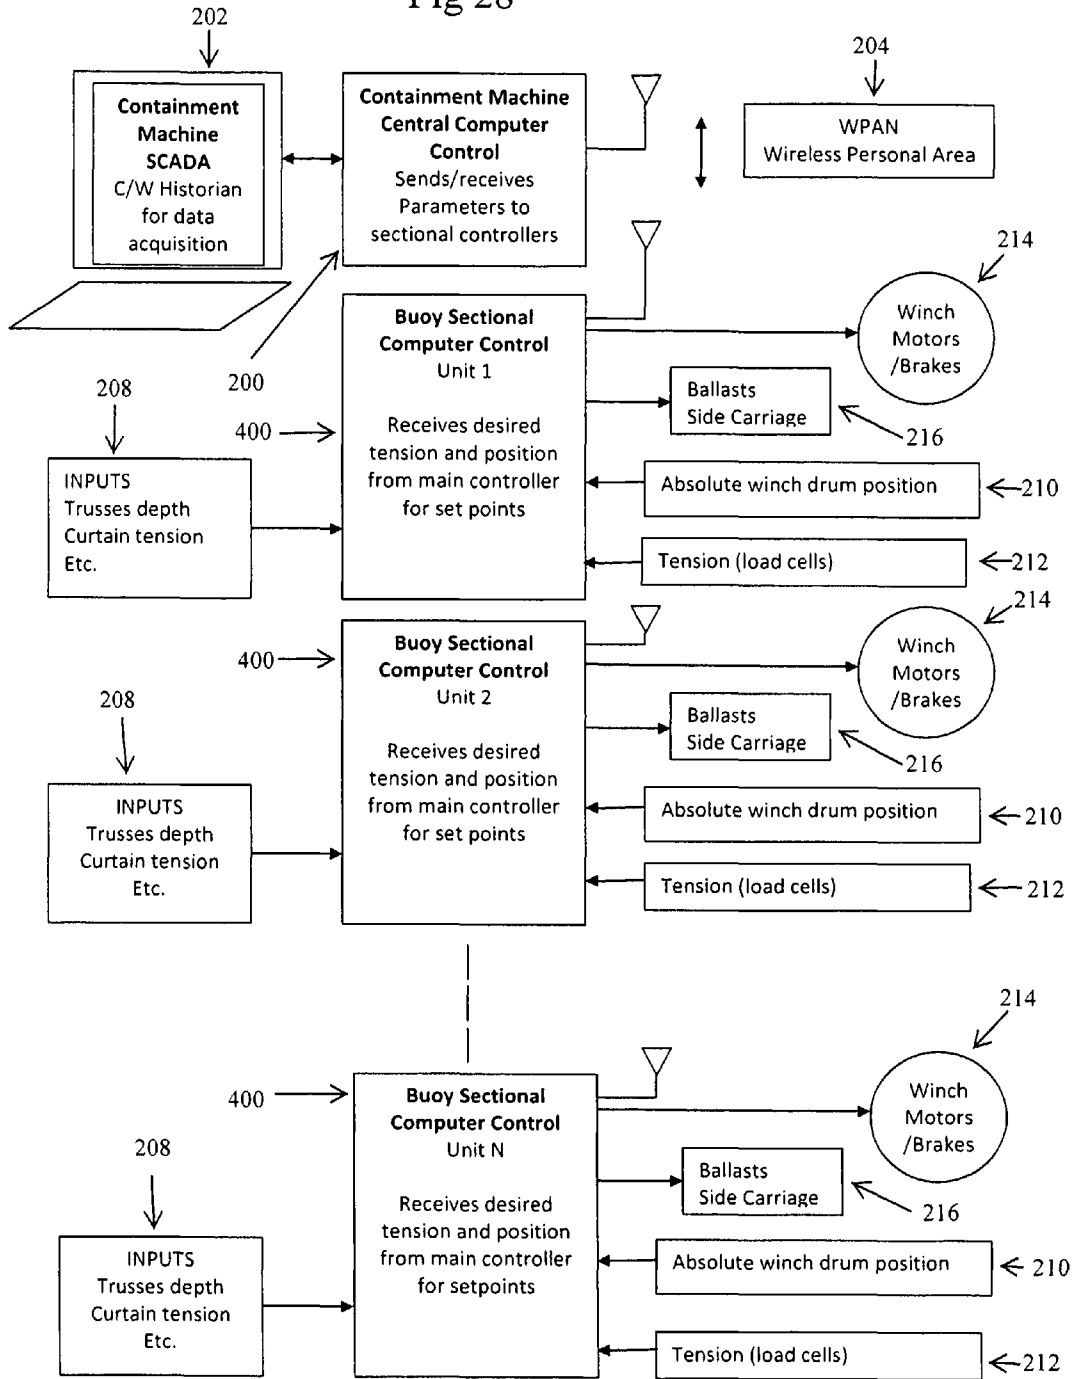 Fig 28
202
204
Containment
Machine
SCADA
C/W Historian
for data
acquisition
Containment Machine
Central Computer
Control
Sends/receives
Parameters to
sectional controllers
WPAN
Wireless Personal Area
200
214
Winch
Motors
/Brakes
Buoy Sectional
Computer Control
Unit 1
Receives desired
tension and position
from main controller
for set points
400
208
INPUTS
Trusses depth
Curtain tension
Etc.
Ballasts
Side Carriage
216
Absolute winch drum position
210
Tension (load cells)
212
214
Winch
Motors
/Brakes
Buoy Sectional
Computer Control
Unit 2
Receives desired
tension and position
from main controller
for set points
400
208
INPUTS
Trusses depth
Curtain tension
Etc.
Ballasts
Side Carriage
216
Absolute winch drum position
210
Tension (load cells)
212
214
Winch
Motors
/Brakes
Buoy Sectional
Computer Control
Unit N
Receives desired
tension and position
from main controller
for setpoints
400
208
INPUTS
Trusses depth
Curtain tension
Etc.
Ballasts
Side Carriage
216
Absolute winch drum position
210
Tension (load cells)
212